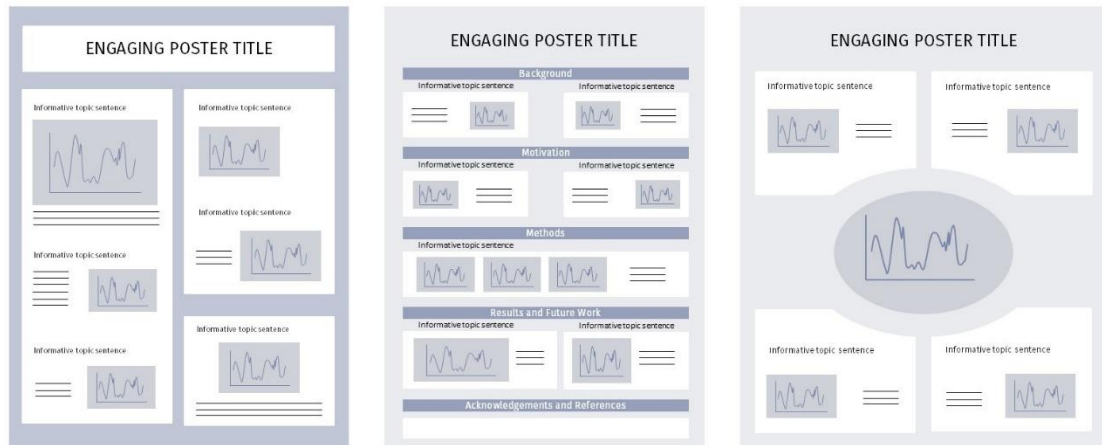 ENGAGING POSTER TITLE
Informative topic sentence
Informative topic sentence
Informative topic sentence
Informative topic sentence
Informative topic sentence
ENGAGING POSTER TITLE
Background
Informative topic sentence
Informative topic sentence
Motivation
Informative topic sentence
Informative topic sentence
Methods
Informative topic sentence
Results and Future Work
Informative topic sentence
Informative topic sentence
Acknowledgements and References
ENGAGING POSTER TITLE
Informative topic sentence
Informative topic sentence
Informative topic sentence
Informative topic sentence